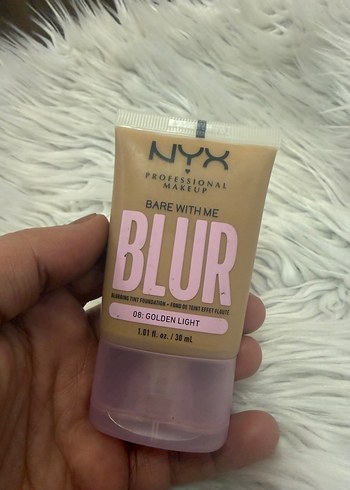 NYX
PROFESSIONAL
MAKEUP
BARE WITH ME
BLUR
BLURRING TINT FOUNDATION • FOND DE TEINT EFFET FLOUTÉ
08: GOLDEN LIGHT
1.01 fl. oz. / 30 mL